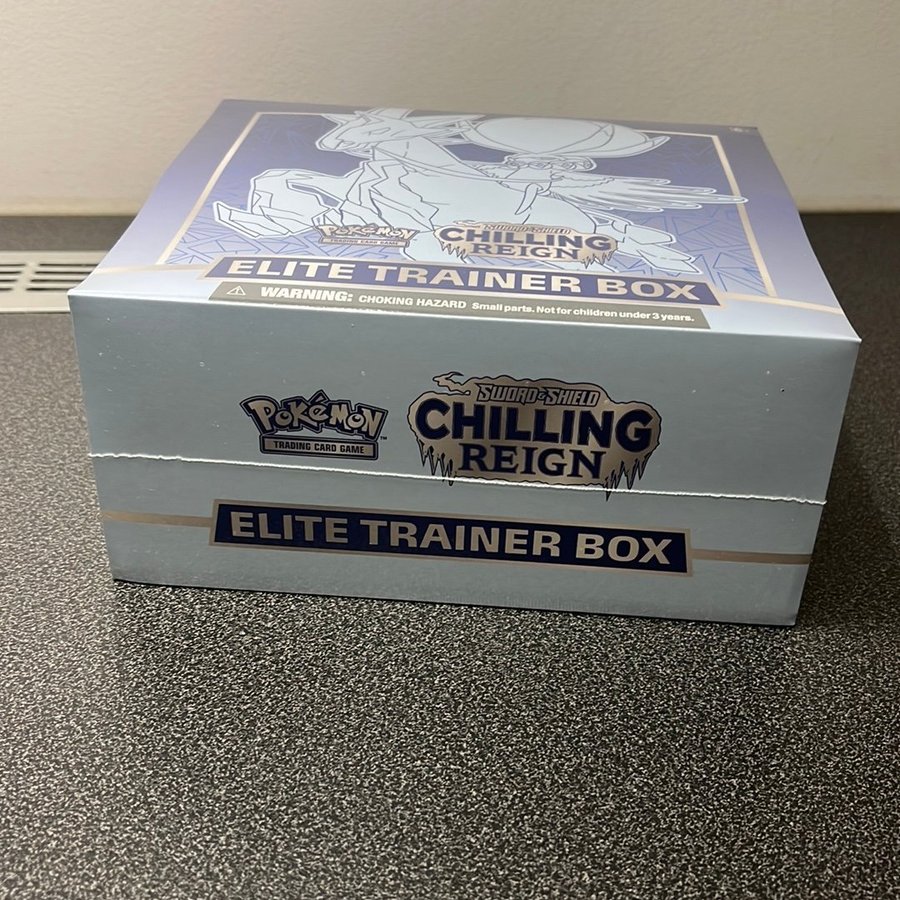 POKéMON
TRADING CARD GAME
SWORD & SHIELD
CHILLING
REIGN
ELITE TRAINER BOX
WARNING: CHOKING HAZARD Small parts. Not for children under 3 years.
POKéMON
TRADING CARD GAME
SWORD & SHIELD
CHILLING
REIGN
ELITE TRAINER BOX